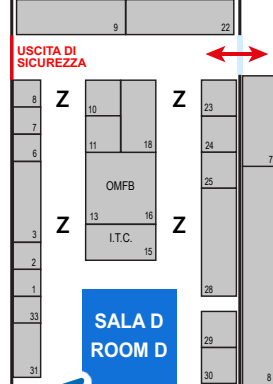 9 22
USCITA DI
SICUREZZA
8 Z 10 Z 23
7
11 18 24
6 7
OMFB 25
13 16
3 Z I.T.C. Z
15
2
1 28
33 SALA D
ROOM D 29
31 30 8